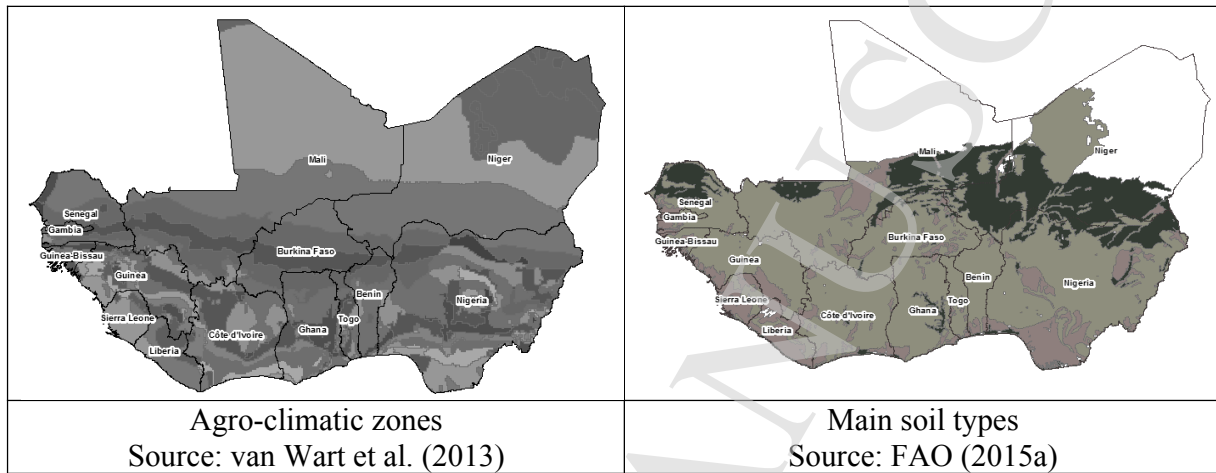 Mali
Niger
Senegal
Gambia
Guinea-Bissau
Burkina Faso
Guinea
Benin
Nigeria
Sierra Leone
Côte d'Ivoire
Ghana
Togo
Liberia
Agro-climatic zones
Source: van Wart et al. (2013)
Mali
Niger
Senegal
Gambia
Guinea-Bissau
Burkina Faso
Guinea
Benin
Nigeria
Sierra Leone
Côte d'Ivoire
Ghana
Togo
Liberia
Main soil types
Source: FAO (2015a)